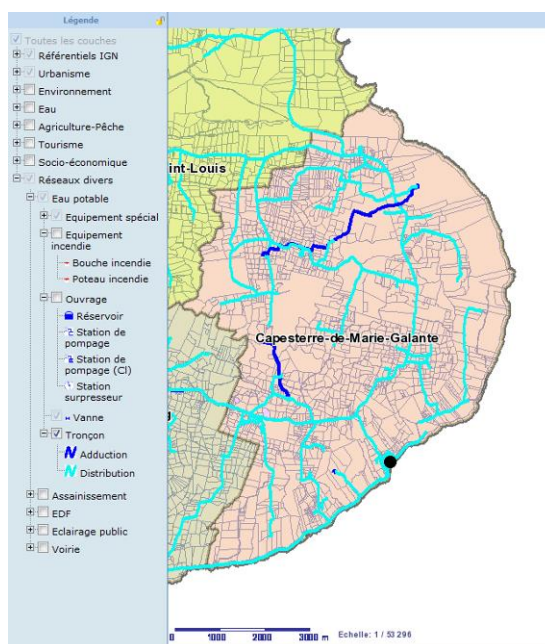 Légende
Toutes les couches
Référentiels IGN
Urbanisme
Environnement
Eau
Agriculture-Pêche
Tourisme
Socio-économique
Réseaux divers
Eau potable
Equipement spécial
Equipement
incendie
Bouche incendie
Poteau incendie
Ouvrage
Réservoir
Station de
pompage
Station de
pompage (CI)
Station
surpresseur
Vanne
Tronçon
Adduction
Distribution
Assainissement
EDF
Eclairage public
Voirie
int-Louis
Capesterre-de-Marie-Galante
g
0 1000 2000 3000 m Echelle: 1 / 53 296